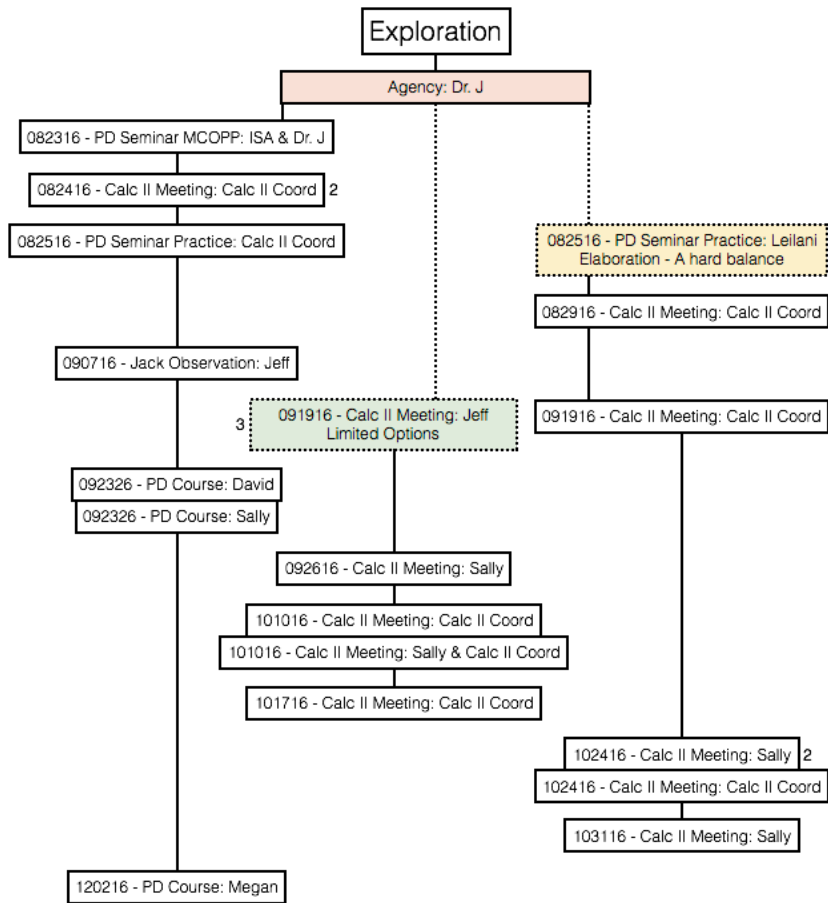 Exploration
Agency: Dr. J
082316 - PD Seminar MCOPP: ISA & Dr. J
082416 - Calc II Meeting: Calc II Coord 2
082516 - PD Seminar Practice: Calc II Coord
082516 - PD Seminar Practice: Leilani
Elaboration - A hard balance
082916 - Calc II Meeting: Calc II Coord
090716 - Jack Observation: Jeff
3 091916 - Calc II Meeting: Jeff
Limited Options
091916 - Calc II Meeting: Calc II Coord
092326 - PD Course: David
092326 - PD Course: Sally
092616 - Calc II Meeting: Sally
101016 - Calc II Meeting: Calc II Coord
101016 - Calc II Meeting: Sally & Calc II Coord
101716 - Calc II Meeting: Calc II Coord
102416 - Calc II Meeting: Sally 2
102416 - Calc II Meeting: Calc II Coord
103116 - Calc II Meeting: Sally
120216 - PD Course: Megan